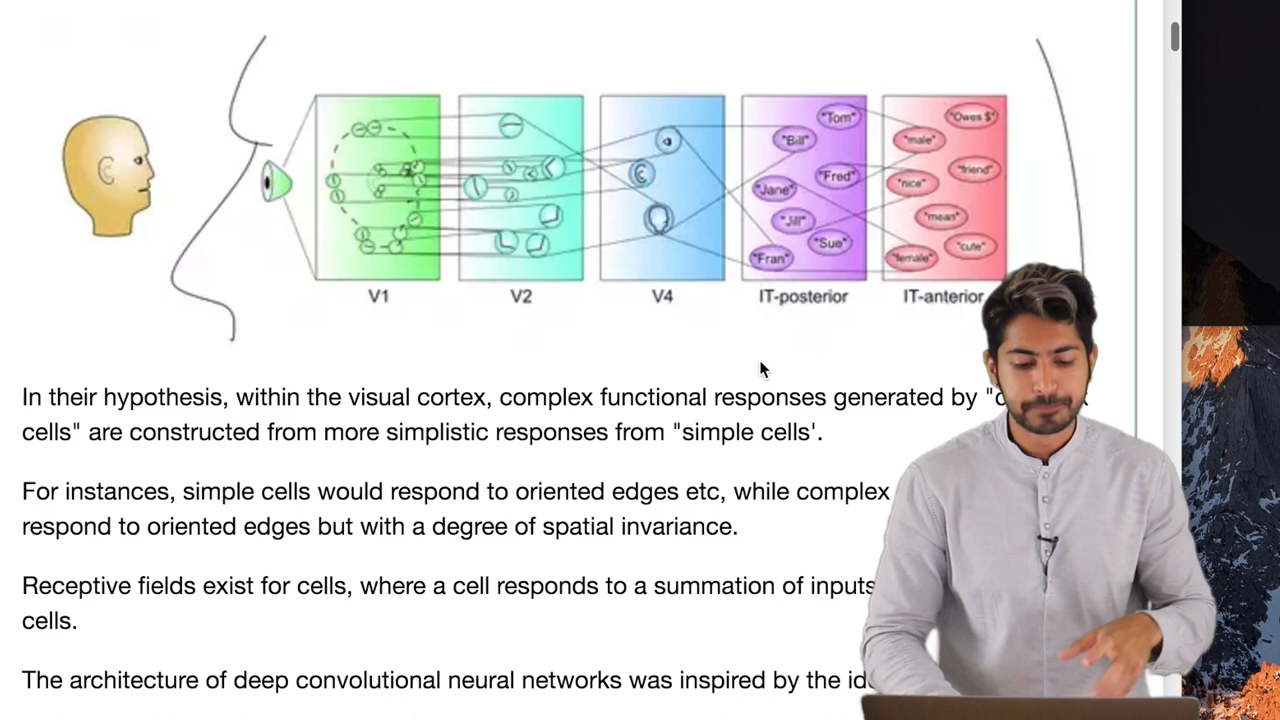 "Tom"
"Owes $"
"Bill"
"male"
"Fred"
"friend"
"Jane"
"nice"
"Jill"
"mean"
"Sue"
"cute"
"Fran"
"female"
V1 V2 V4 IT-posterior IT-anterior
In their hypothesis, within the visual cortex, complex functional responses generated by
cells" are constructed from more simplistic responses from "simple cells'.
For instances, simple cells would respond to oriented edges etc, while complex
respond to oriented edges but with a degree of spatial invariance.
Receptive fields exist for cells, where a cell responds to a summation of inputs
cells.
The architecture of deep convolutional neural networks was inspired by the